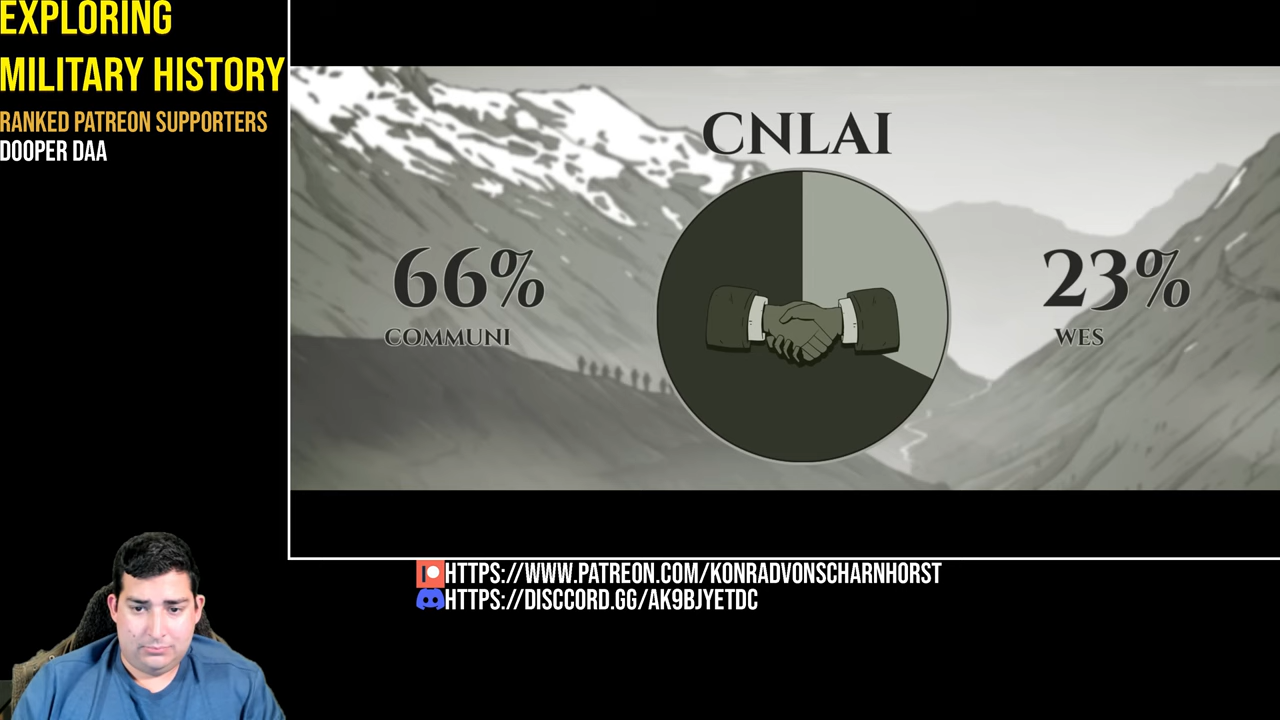 EXPLORING
MILITARY HISTORY
RANKED PATREON SUPPORTERS
DOOPER DAA
CNLAI
66%
COMMUNI
23%
WES
HTTPS://WWW.PATREON.COM/KONRADVONSCHARNHORST
HTTPS://DISCCORD.GG/AK9BJYETDC